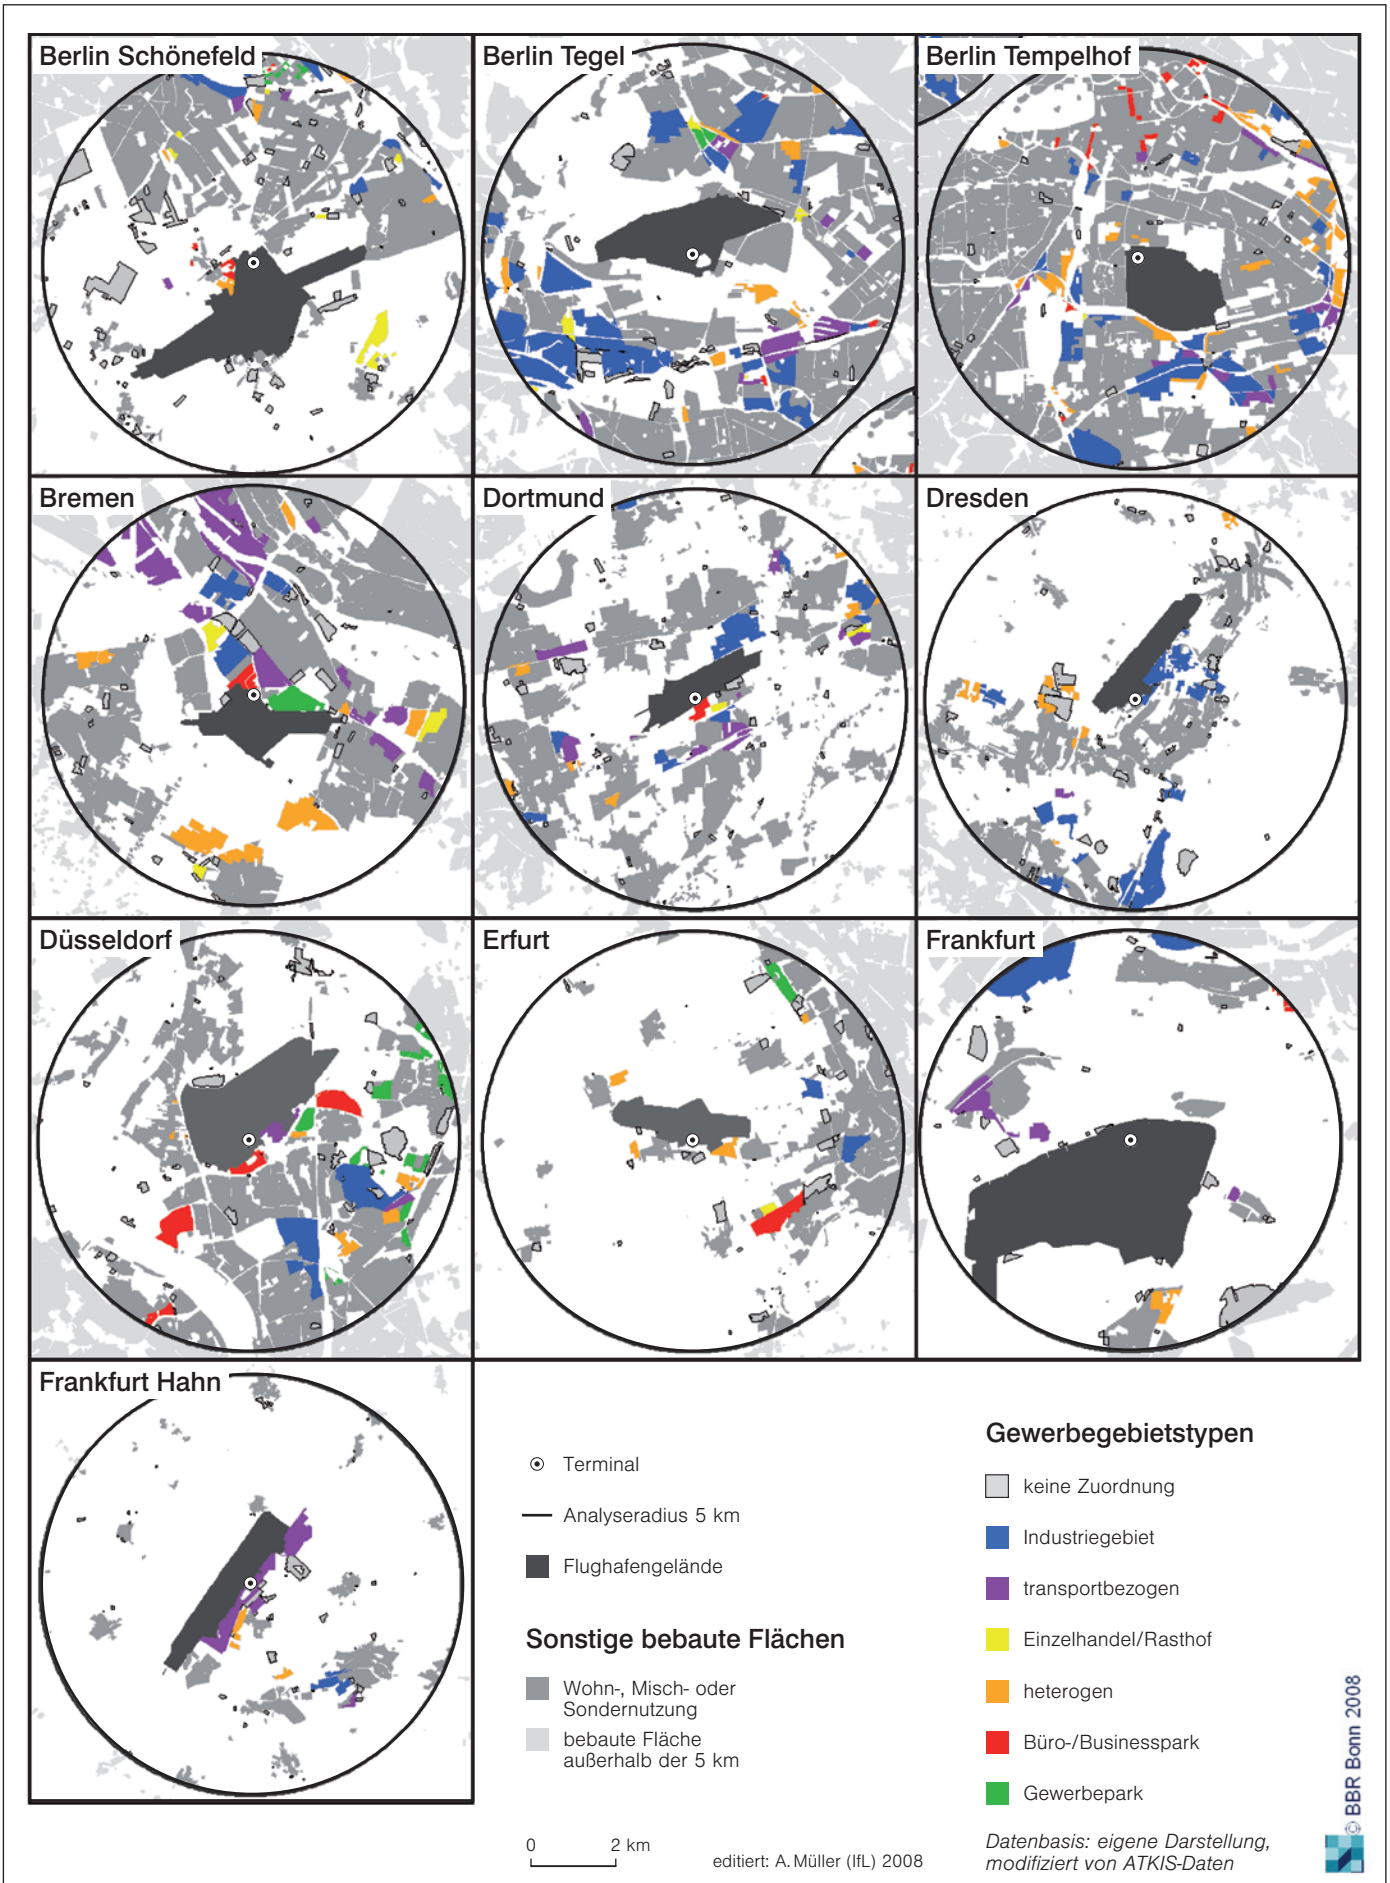 Berlin Schönefeld
Berlin Tegel
Berlin Tempelhof
Bremen
Dortmund
Dresden
Düsseldorf
Erfurt
Frankfurt
Frankfurt Hahn
Terminal
Analyseradius 5 km
Flughafengelände
Sonstige bebaute Flächen
Wohn-, Misch- oder
Sondernutzung
bebaute Fläche
außerhalb der 5 km
0 2 km
editiert: A. Müller (IfL) 2008
Gewerbegebietstypen
keine Zuordnung
Industriegebiet
transportbezogen
Einzelhandel/Rasthof
heterogen
Büro-/Businesspark
Gewerbepark
Datenbasis: eigene Darstellung,
modifiziert von ATKIS-Daten
© BBR Bonn 2008